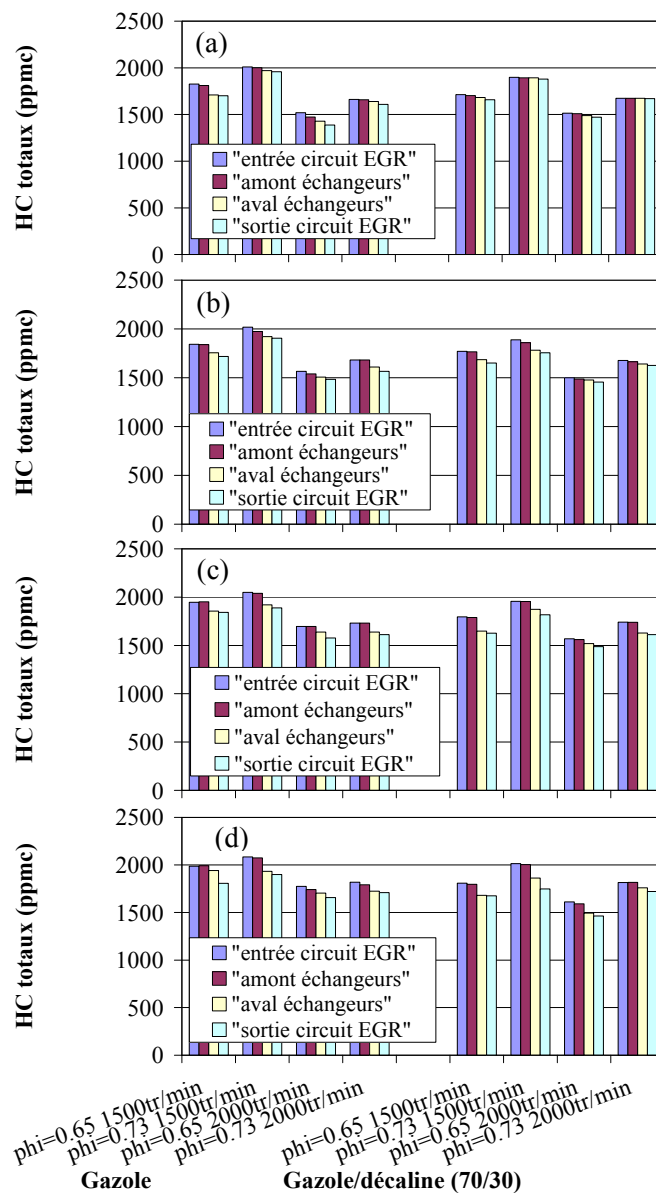 (a)
HC totaux (ppmc)
2500
2000
1500
1000
500
0
"entrée circuit EGR"
"amont échangeurs"
"aval échangeurs"
"sortie circuit EGR"
(b)
HC totaux (ppmc)
2500
2000
1500
1000
500
0
"entrée circuit EGR"
"amont échangeurs"
"aval échangeurs"
"sortie circuit EGR"
(c)
HC totaux (ppmc)
2500
2000
1500
1000
500
0
"entrée circuit EGR"
"amont échangeurs"
"aval échangeurs"
"sortie circuit EGR"
(d)
HC totaux (ppmc)
2500
2000
1500
1000
500
0
"entrée circuit EGR"
"amont échangeurs"
"aval échangeurs"
"sortie circuit EGR"
phi=0.65 1500tr/min
phi=0.73 1500tr/min
phi=0.65 2000tr/min
phi=0.73 2000tr/min
phi=0.65 1500tr/min
phi=0.73 1500tr/min
phi=0.65 2000tr/min
phi=0.73 2000tr/min
Gazole
Gazole/décaline (70/30)